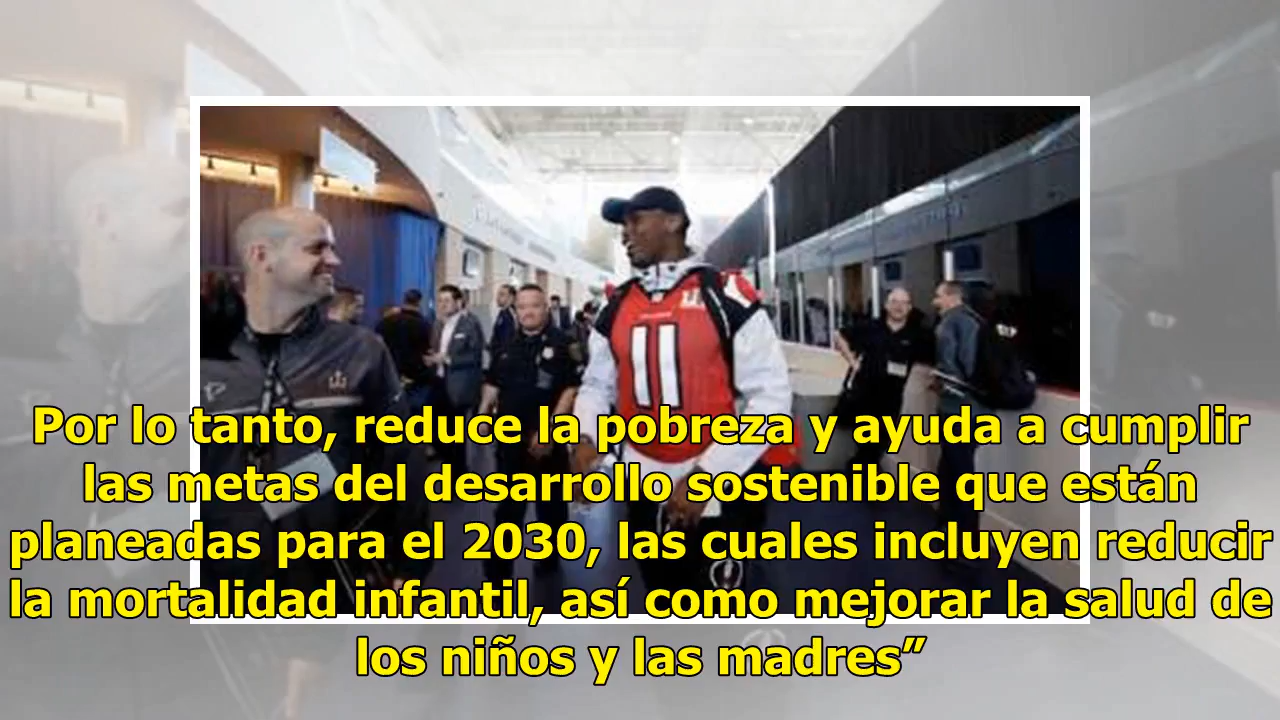 11
Por lo tanto, reduce la pobreza y ayuda a cumplir
las metas del desarrollo sostenible que están
planeadas para el 2030, las cuales incluyen reducir
la mortalidad infantil, así como mejorar la salud de
los niños y las madres”